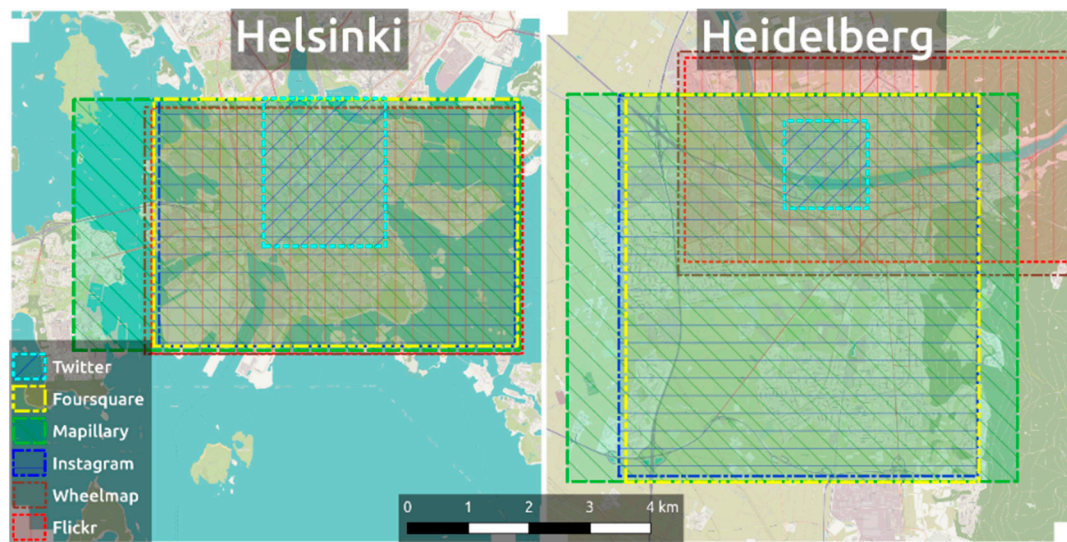 Helsinki
Heidelberg
Twitter
Foursquare
Mapillary
Instagram
Wheelmap
Flickr
0 1 2 3 4 km